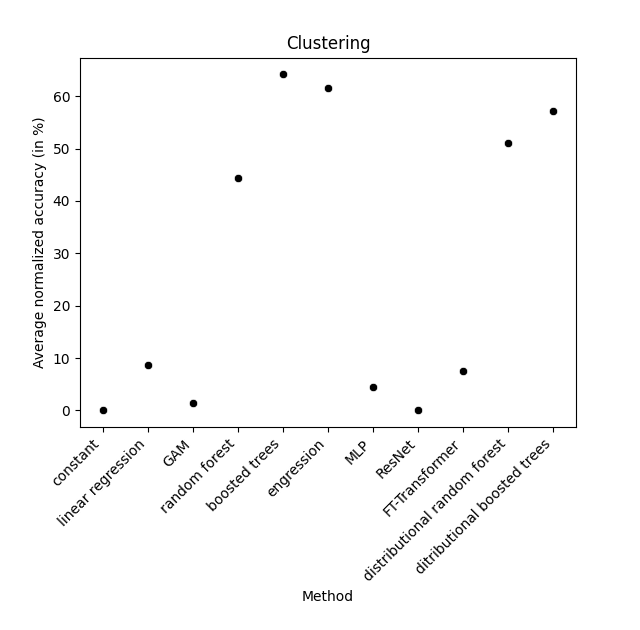 Clustering
Average normalized accuracy (in %)
60
50
40
30
20
10
0
constant
linear regression
GAM
random forest
boosted trees
engression
MLP
ResNet
FT-Transformer
distributional random forest
ditributional boosted trees
Method